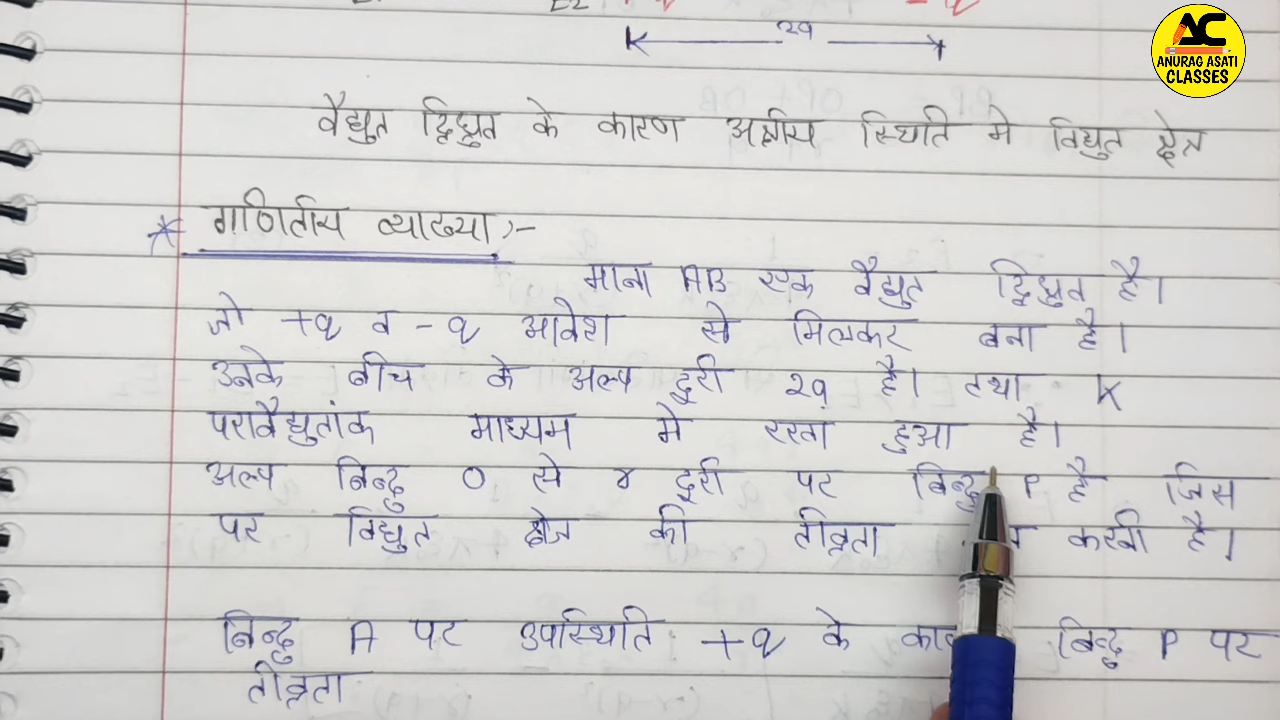 AC
ANURAG ASATI
CLASSES
2a
वैद्युत द्विध्रुव के कारण अक्षीय स्थिति मे विद्युत क्षेत्र
* गणितीय व्याख्या :-
माना AB एक वैद्युत द्विध्रुव है।
जो +q व -q आवेश से मिलकर बना है।
उनके बीच के अल्प दूरी 2a है। तथा K
परावैद्युतांक माध्यम मे रखा हुआ है।
अल्प बिन्दु O से r दूरी पर बिन्दु P है जिस
पर विद्युत क्षेत्र की तीव्रता करनी है।
बिन्दु A पर उपस्थिति +q के बिन्दु P पर
तीव्रता